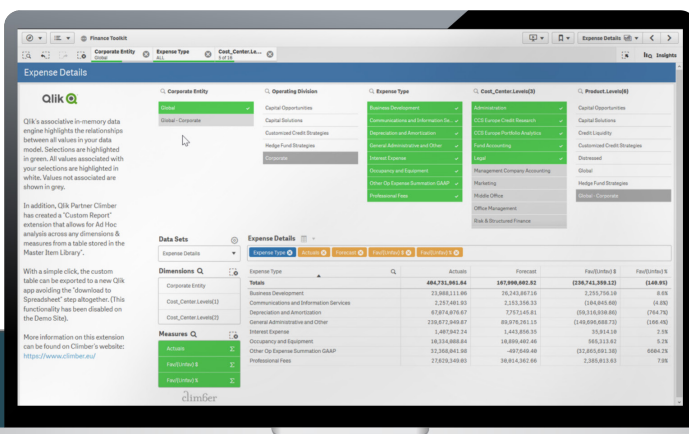 Finance Toolkit
Expense Details
Corporate Entity
Global
Expense Type
ALL
Cost_Center.Le...
5 of 18
Insights
Expense Details
Qlik
Qlik's associative in-memory data
engine highlights the relationships
between all values in your data
model. Selections are highlighted
in green. All values associated with
your selections are highlighted in
white. Values not associated are
shown in grey.
In addition, Qlik Partner Climber
has created a "Custom Report"
extension that allows for Ad Hoc
analysis across any dimensions &
measures from a table stored in the
Master Item Library".
With a simple click, the custom
table can be exported to a new Qlik
app avoiding the "download to
Spreadsheet" step altogether. (This
functionality has been disabled on
the Demo Site).
More information on this extension
can be found on Climber's website:
https://www.climber.eu/
Corporate Entity
Global
Global - Corporate
Operating Division
Capital Opportunities
Capital Solutions
Customized Credit Strategies
Hedge Fund Strategies
Corporate
Expense Type
Business Development
Communications and Information Se...
Depreciation and Amortization
General Administrative and Other
Interest Expense
Occupancy and Equipment
Other Op Expense Summation GAAP
Professional Fees
Cost_Center.Levels(3)
Administration
CCS Europe Credit Research
CCS Europe Portfolio Analytics
Fund Accounting
Legal
Management Company Accounting
Marketing
Middle Office
Office Management
Risk & Structured Finance
Product.Levels(6)
Capital Opportunities
Capital Solutions
Credit Liquidity
Customized Credit Strategies
Distressed
Global
Hedge Fund Strategies
Global - Corporate
Data Sets
Expense Details
Dimensions
Corporate Entity
Cost_Center.Levels(1)
Cost_Center.Levels(2)
Measures
Actuals
Fav/(Unfav) $
Fav/(Unfav) %
Expense Details
Expense Type Actuals Forecast Fav/(Unfav) $ Fav/(Unfav) %
Expense Type Actuals Forecast Fav/(Unfav) $ Fav/(Unfav) %
Totals
Business Development
Communications and Information Services
Depreciation and Amortization
General Administrative and Other
Interest Expense
Occupancy and Equipment
Other Op Expense Summation GAAP
Professional Fees
climber